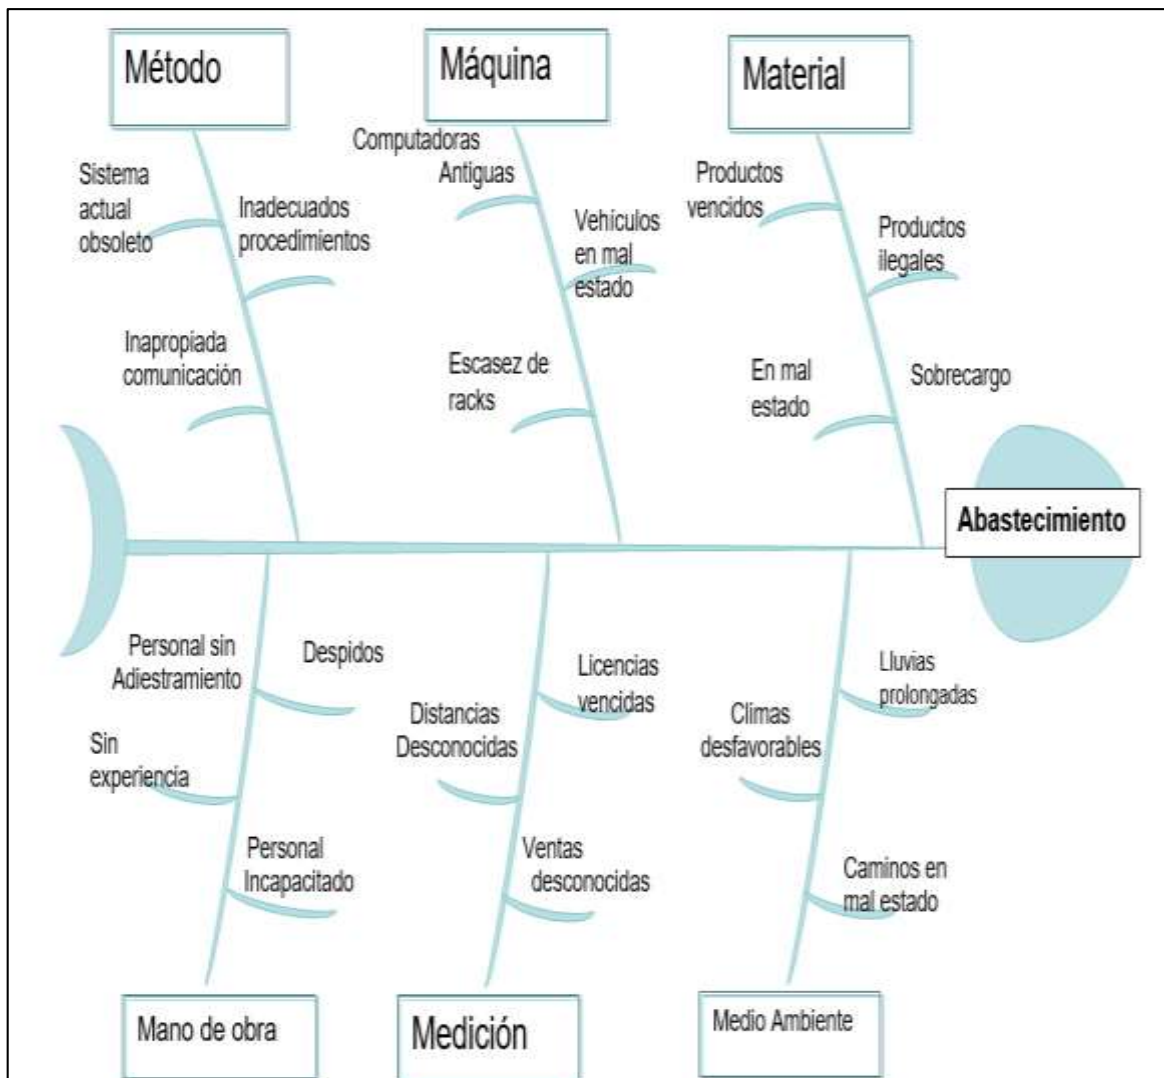 Método
Máquina
Material
Sistema
actual
obsoleto
Inadecuados
procedimientos
Inapropiada
comunicación
Computadoras
Antiguas
Vehículos
en mal
estado
Escasez de
racks
Productos
vencidos
Productos
ilegales
En mal
estado
Sobrecargo
Abastecimiento
Personal sin
Adiestramiento
Despidos
Sin
experiencia
Personal
Incapacitado
Licencias
vencidas
Distancias
Desconocidas
Ventas
desconocidas
Lluvias
prolongadas
Climas
desfavorables
Caminos en
mal estado
Mano de obra
Medición
Medio Ambiente